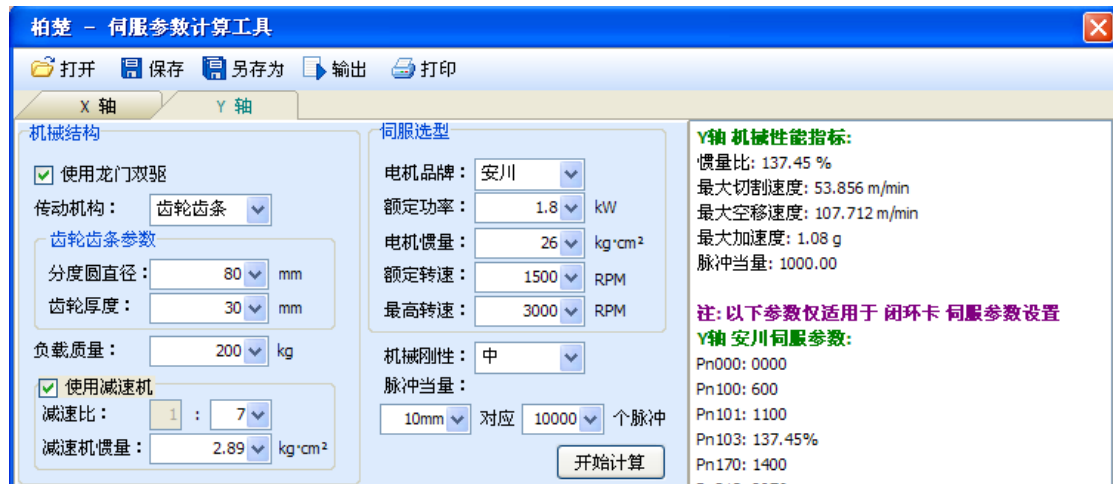 柏楚 - 伺服参数计算工具
打开 保存 另存为 输出 打印
X 轴 Y 轴
机械结构
使用龙门双驱
传动机构： 齿轮齿条
齿轮齿条参数
分度圆直径： 80 mm
齿轮厚度： 30 mm
负载质量： 200 kg
使用减速机
减速比： 1 : 7
减速机惯量： 2.89 kg·cm²
伺服选型
电机品牌： 安川
额定功率： 1.8 kW
电机惯量： 26 kg·cm²
额定转速： 1500 RPM
最高转速： 3000 RPM
机械刚性： 中
脉冲当量：
10mm 对应 10000 个脉冲
开始计算
Y轴 机械性能指标:
惯量比: 137.45 %
最大切割速度: 53.856 m/min
最大空移速度: 107.712 m/min
最大加速度: 1.08 g
脉冲当量: 1000.00
注: 以下参数仅适用于 闭环卡 伺服参数设置
Y轴 安川伺服参数:
Pn000: 0000
Pn100: 600
Pn101: 1100
Pn103: 137.45%
Pn170: 1400